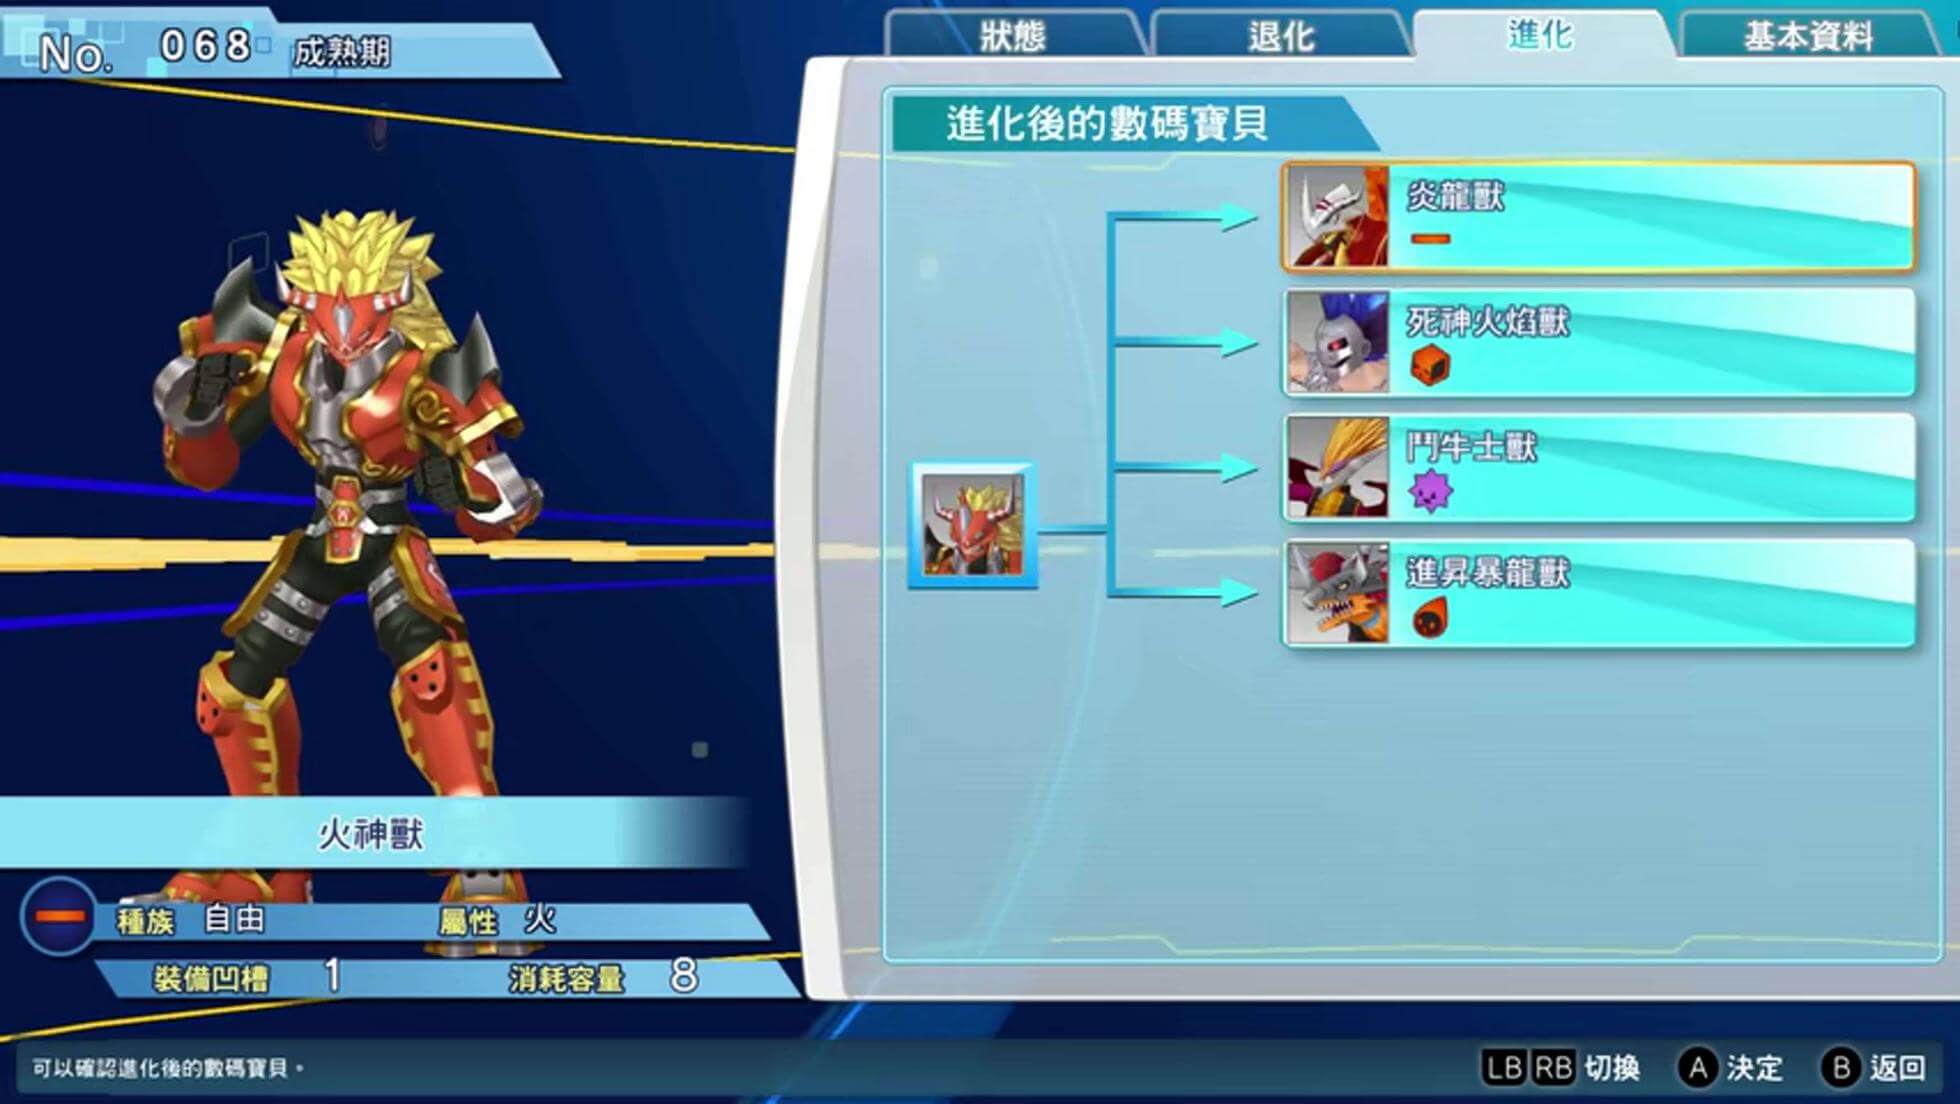 No. 068 成熟期
狀態 退化 進化 基本資料
進化後的數碼寶貝
炎龍獸
死神火焰獸
鬥牛士獸
進昇暴龍獸
火神獸
種族 自由 屬性 火
裝備凹槽 1 消耗容量 8
可以確認進化後的數碼寶貝。
LB RB 切換 A 決定 B 返回